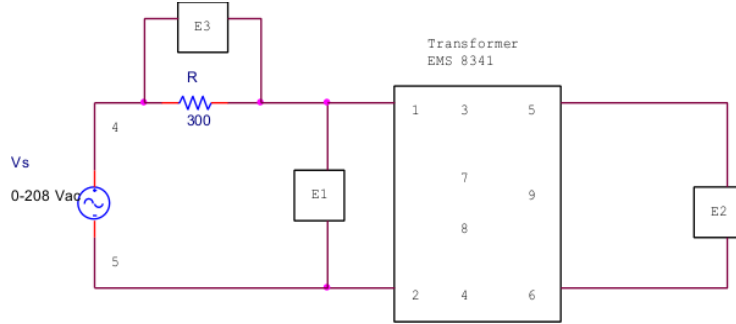 E3
Transformer
EMS 8341
R
300
4
1 3 5
Vs
0-208 Vac
7
E1
9
E2
8
5
2 4 6